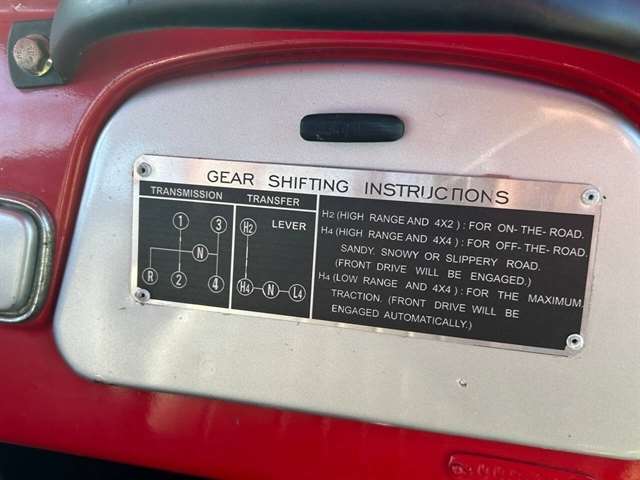 GEAR SHIFTING INSTRUCTIONS
TRANSMISSION
TRANSFER
1 3
N
R 2 4
H2 LEVER
H4 N L4
H2 (HIGH RANGE AND 4X2) : FOR ON- THE- ROAD.
H4 (HIGH RANGE AND 4X4) : FOR OFF-THE- ROAD.
SANDY. SNOWY OR SLIPPERY ROAD.
(FRONT DRIVE WILL BE ENGAGED.)
H4 (LOW RANGE AND 4X4) : FOR THE MAXIMUM
TRACTION. (FRONT DRIVE WILL BE
ENGAGED AUTOMATICALLY.)